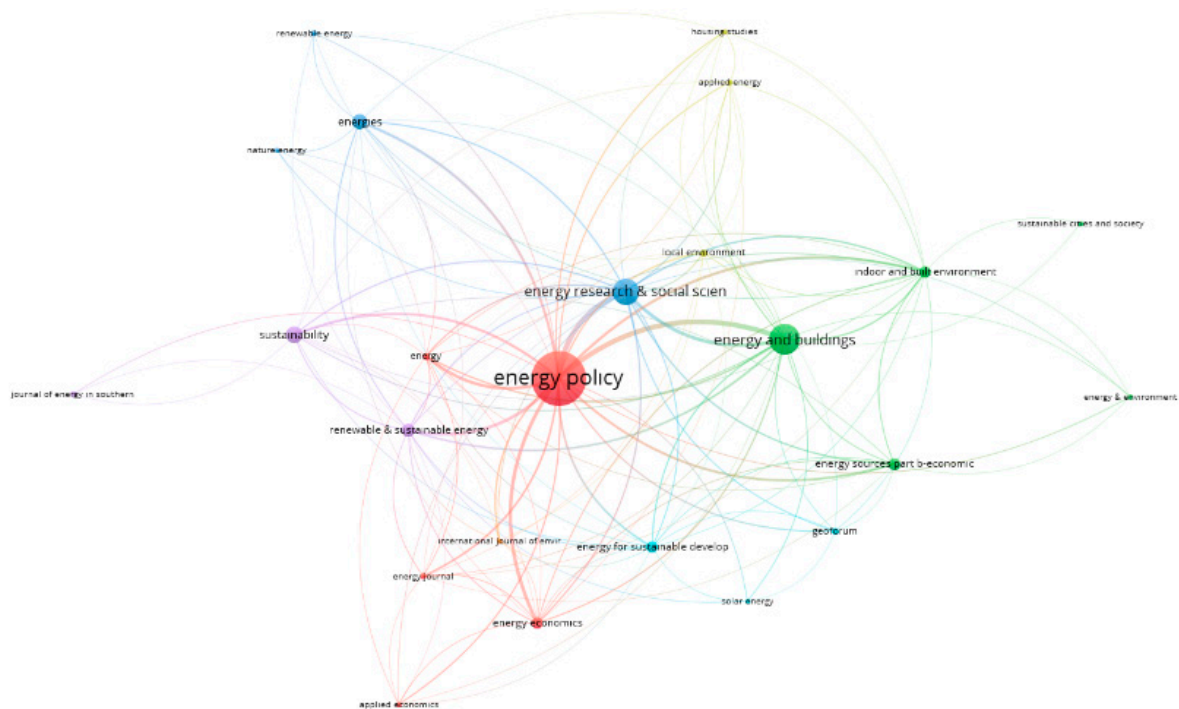 renewable energy
housing studies
applied energy
energies
nature energy
sustainable cities and society
local environment
indoor and built environment
energy research & social scien
sustainability
energy and buildings
energy
energy policy
journal of energy in southern
energy & environment
renewable & sustainable energy
energy sources part b-economic
geoforum
international journal of envir
energy for sustainable develop
energy journal
solar energy
energy economics
applied economics